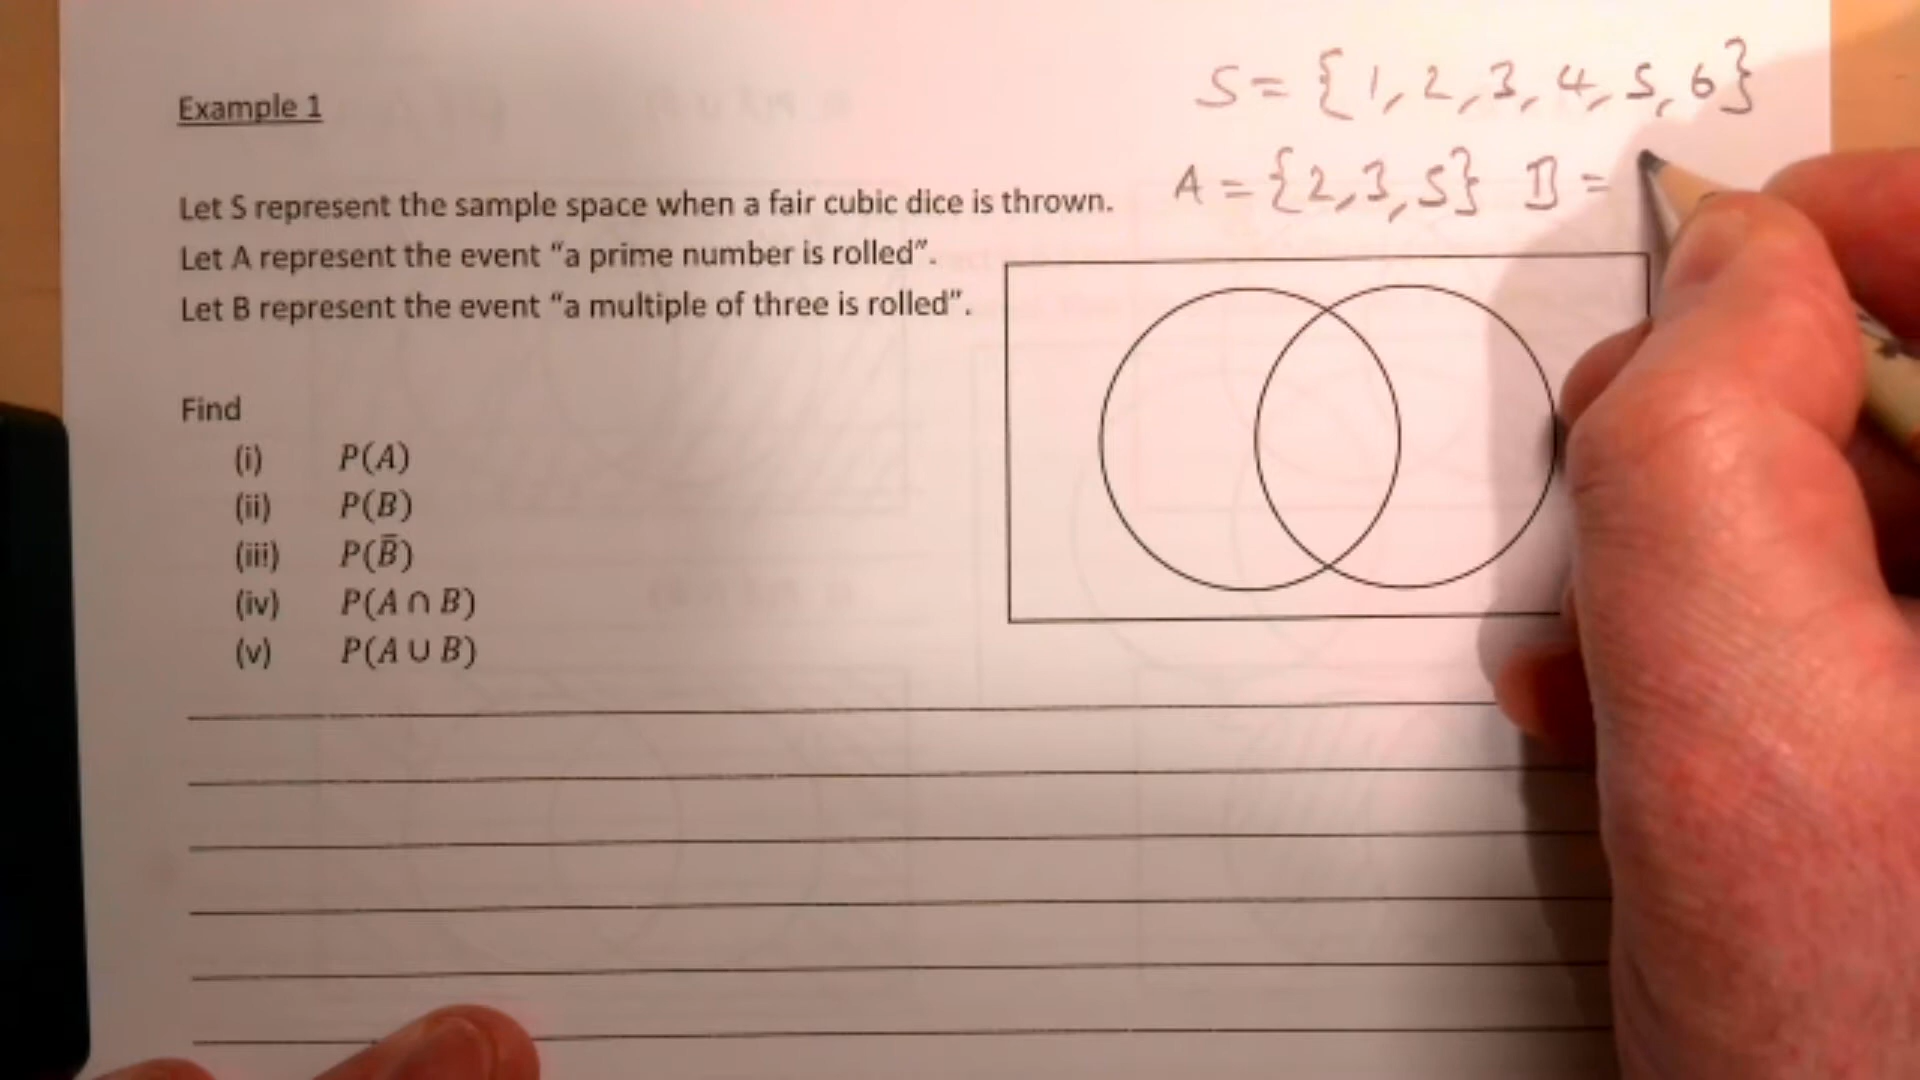 S = {1, 2, 3, 4, 5, 6}
Example 1
A = {2, 3, 5} B =
Let S represent the sample space when a fair cubic dice is thrown.
Let A represent the event “a prime number is rolled”.
Let B represent the event “a multiple of three is rolled”.
Find
(i) P(A)
(ii) P(B)
(iii) P(B̄)
(iv) P(A ∩ B)
(v) P(A ∪ B)